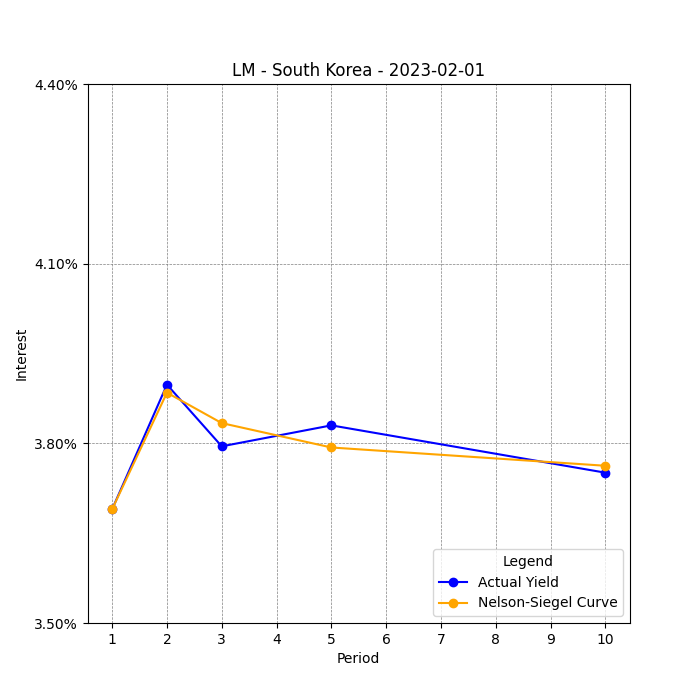 LM - South Korea - 2023-02-01
4.40%
4.10%
3.80%
3.50%
Interest
1 2 3 4 5 6 7 8 9 10
Period
Legend
Actual Yield
Nelson-Siegel Curve